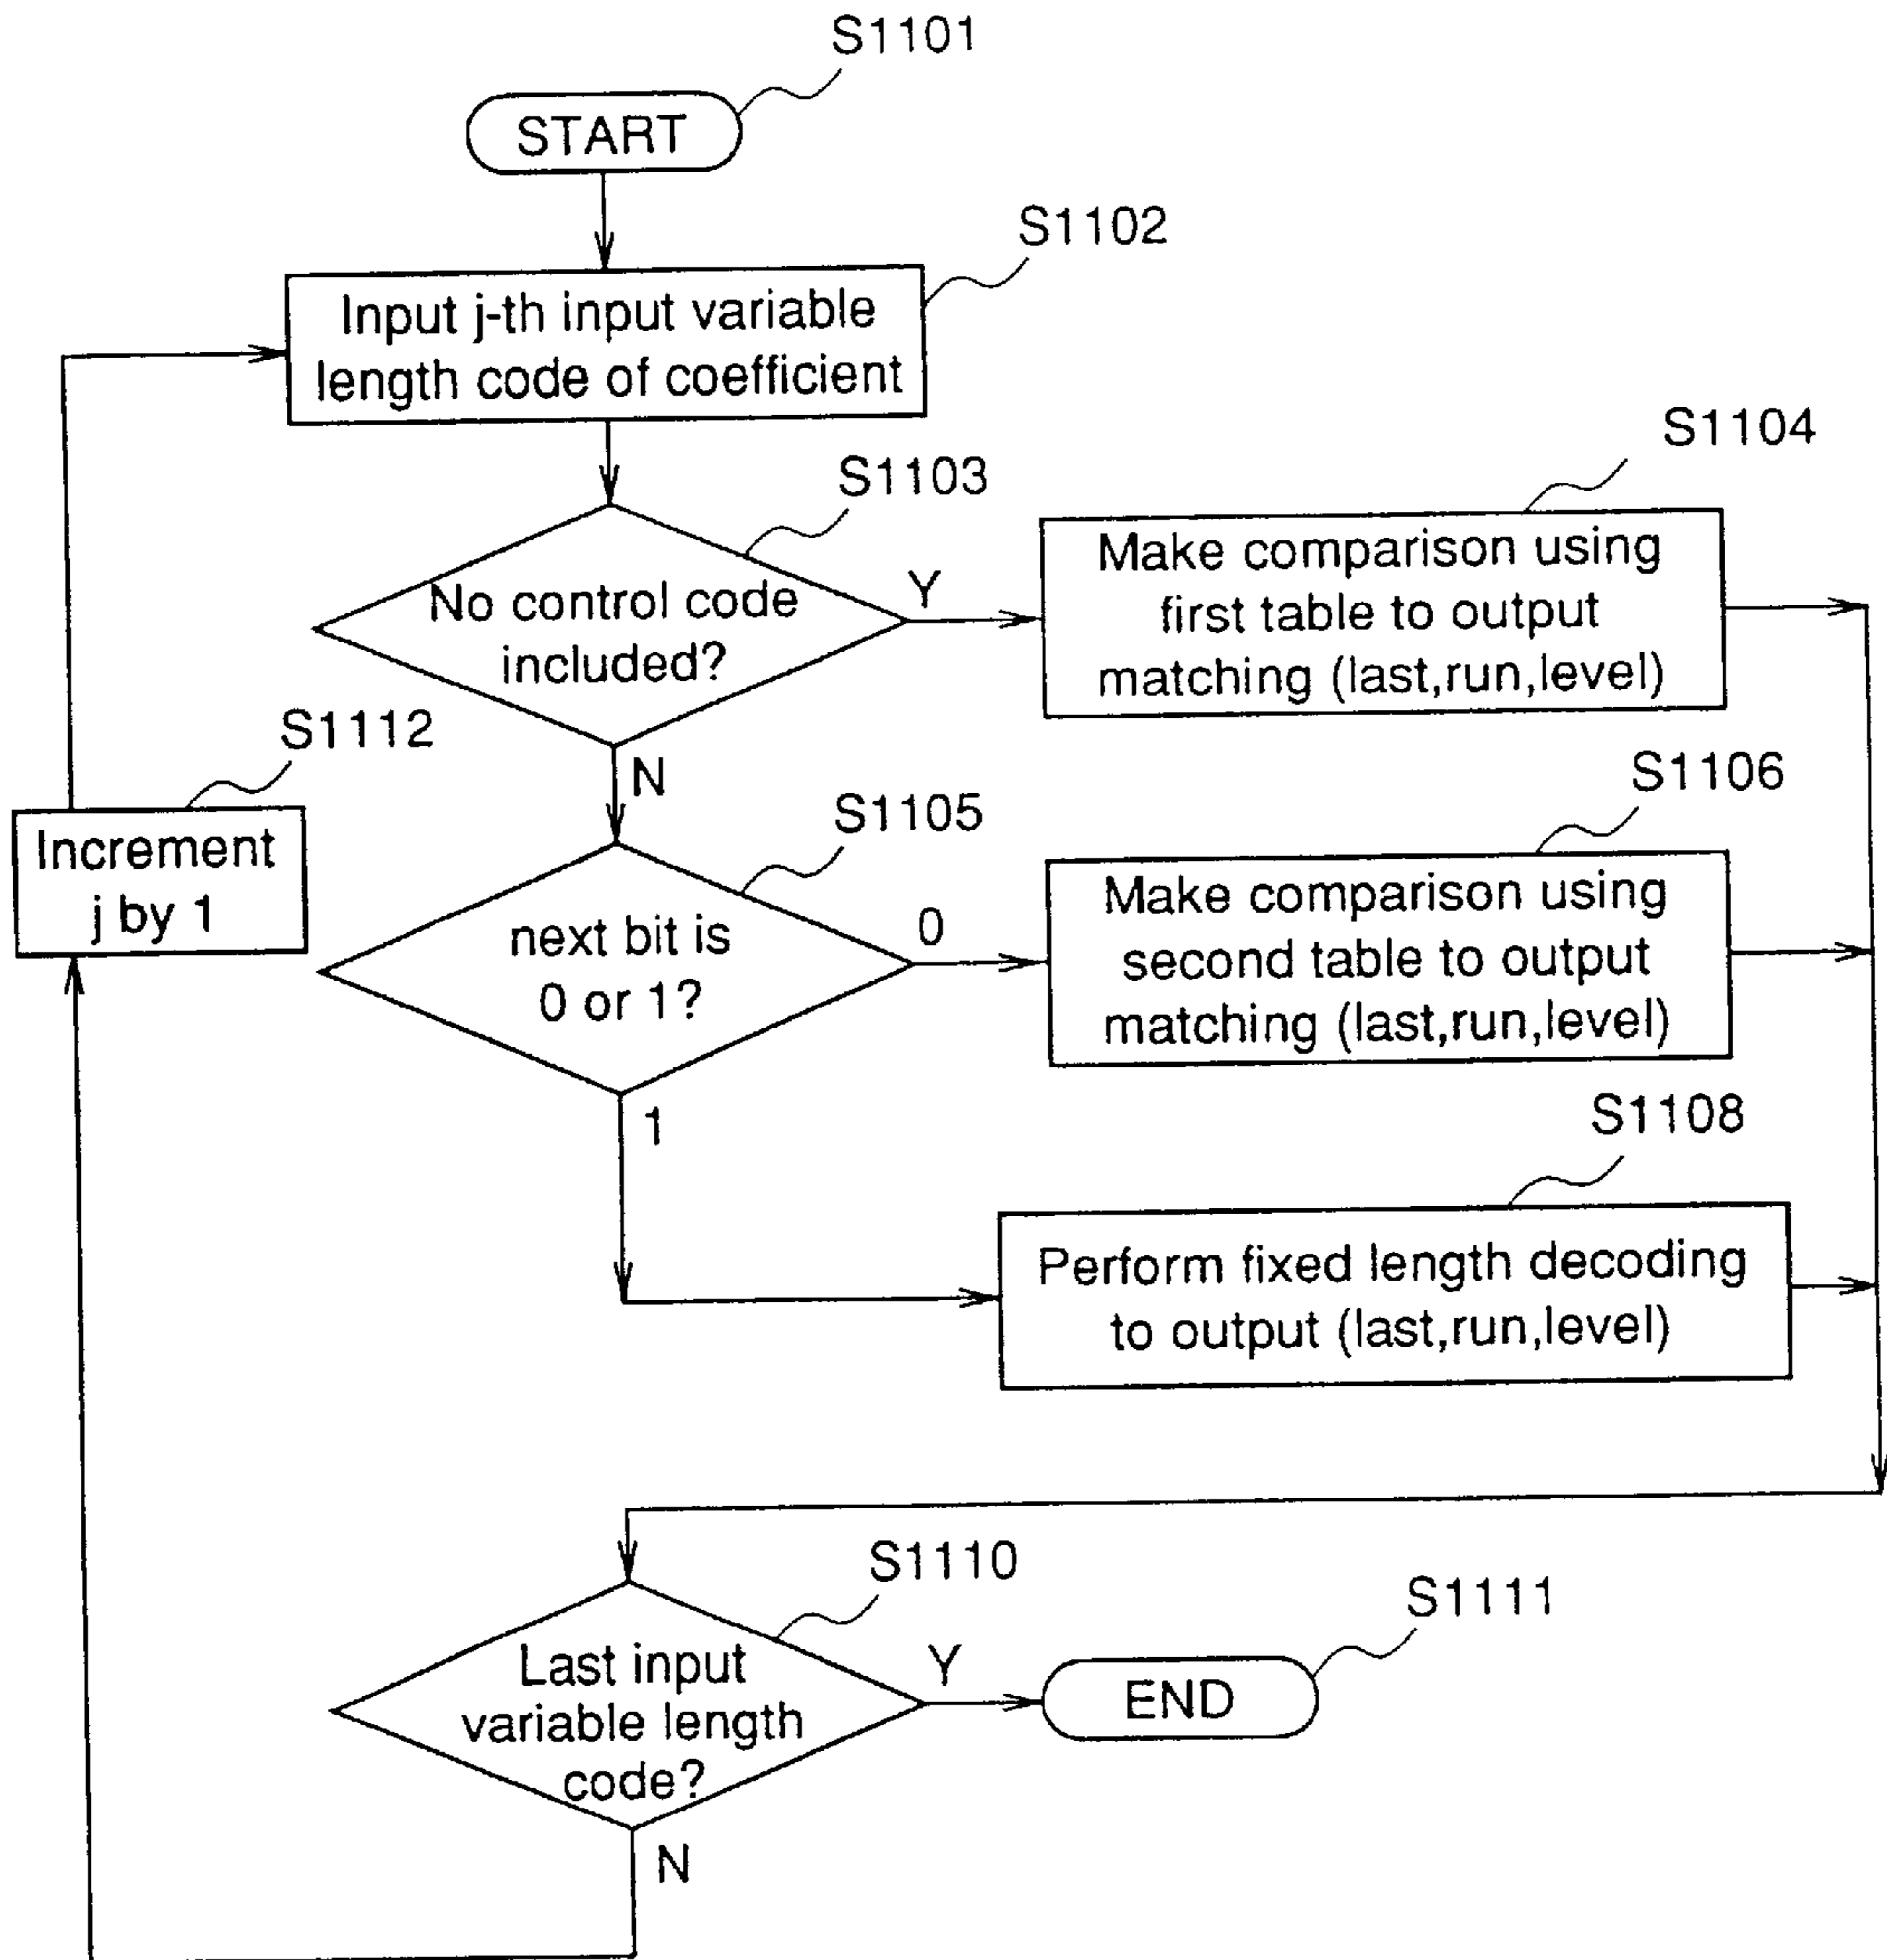 S1101
START
S1102
Input j-th input variable
length code of coefficient
S1103
No control code
included?
Y
N
S1104
Make comparison using
first table to output
matching (last,run,level)
S1112
Increment
j by 1
S1105
next bit is
0 or 1?
0
1
S1106
Make comparison using
second table to output
matching (last,run,level)
S1108
Perform fixed length decoding
to output (last,run,level)
S1110
Last input
variable length
code?
Y
N
S1111
END